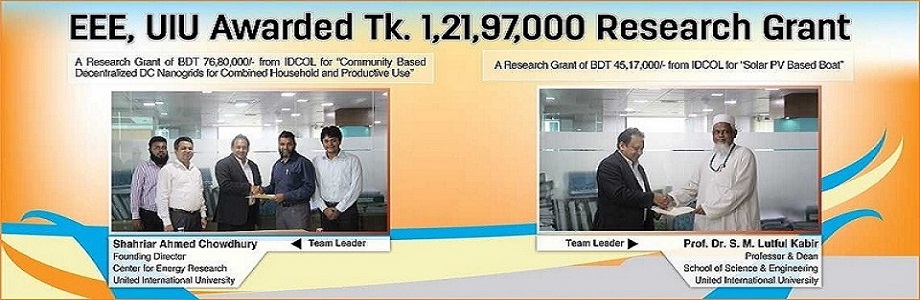 EEE, UIU Awarded Tk. 1,21,97,000 Research Grant
A Research Grant of BDT 76,80,000/- from IDCOL for "Community Based
Decentralized DC Nanogrids for Combined Household and Productive Use"
A Research Grant of BDT 45,17,000/- from IDCOL for "Solar PV Based Boat"
Shahriar Ahmed Chowdhury ◄ Team Leader
Founding Director
Center for Energy Research
United International University
Team Leader ► Prof. Dr. S. M. Lutful Kabir
Professor & Dean
School of Science & Engineering
United International University